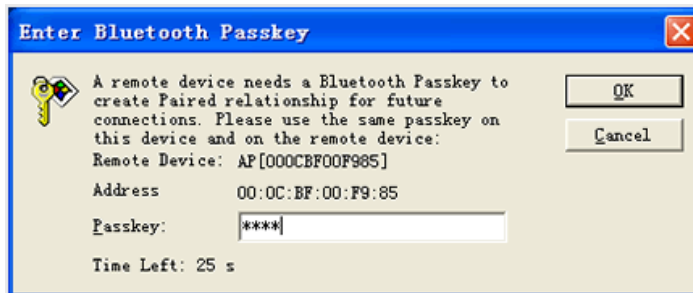 Enter Bluetooth Passkey
A remote device needs a Bluetooth Passkey to
create Paired relationship for future
connections. Please use the same passkey on
this device and on the remote device:
Remote Device: AP[000CBF00F985]
Address 00:0C:BF:00:F9:85
Passkey: ****
Time Left: 25 s
OK
Cancel